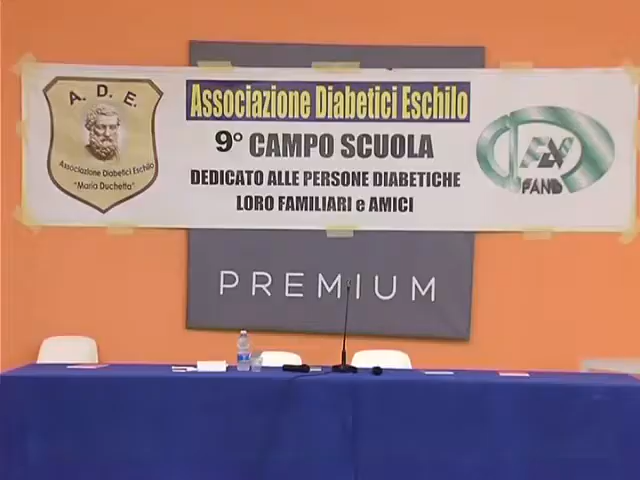 A. D. E.
Associazione Diabetici Eschilo
"Maria Duchetta"
Associazione Diabetici Eschilo
9° CAMPO SCUOLA
DEDICATO ALLE PERSONE DIABETICHE
LORO FAMILIARI e AMICI
FAND
PREMIUM